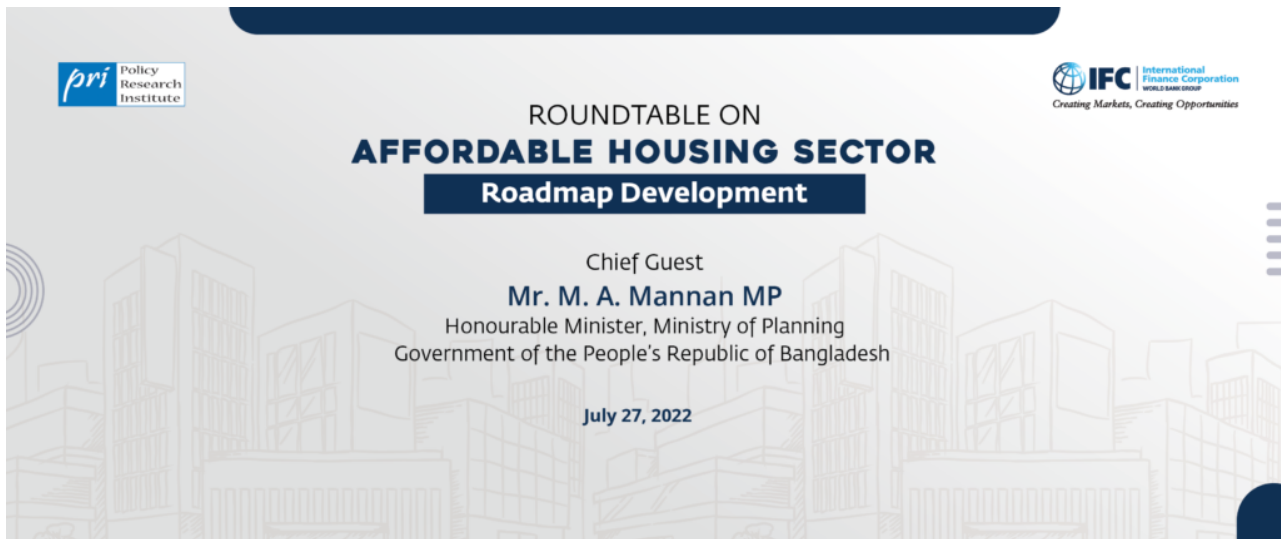 pri Policy
Research
Institute
IFC International
Finance Corporation
WORLD BANK GROUP
Creating Markets, Creating Opportunities
ROUNDTABLE ON
AFFORDABLE HOUSING SECTOR
Roadmap Development
Chief Guest
Mr. M. A. Mannan MP
Honourable Minister, Ministry of Planning
Government of the People's Republic of Bangladesh
July 27, 2022